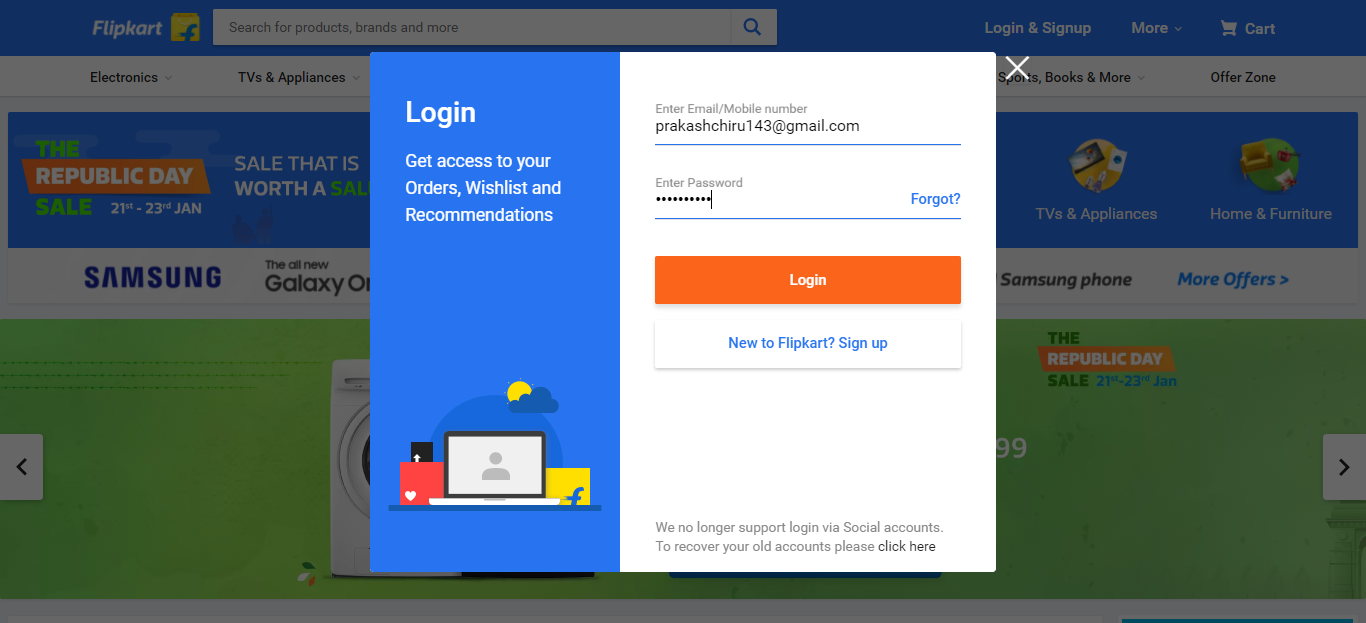 Flipkart
Search for products, brands and more
Login & Signup
More
Cart
Electronics
TVs & Appliances
Sports, Books & More
Offer Zone
THE
REPUBLIC DAY
SALE 21st - 23rd JAN
SALE THAT IS
WORTH A SAL
Login
Get access to your
Orders, Wishlist and
Recommendations
Enter Email/Mobile number
prakashchiru143@gmail.com
Enter Password
••••••••••
Forgot?
Login
New to Flipkart? Sign up
We no longer support login via Social accounts.
To recover your old accounts please click here
TVs & Appliances
Home & Furniture
SAMSUNG
The all new
Galaxy
Samsung phone
More Offers >
THE
REPUBLIC DAY
SALE 21st-23rd Jan
99